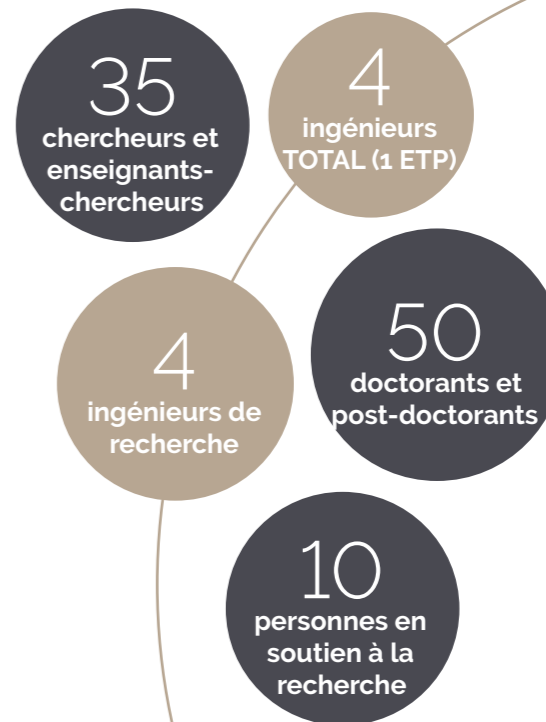 35
chercheurs et
enseignants-
chercheurs
4
ingénieurs
TOTAL (1 ETP)
4
ingénieurs de
recherche
50
doctorants et
post-doctorants
10
personnes en
soutien à la
recherche